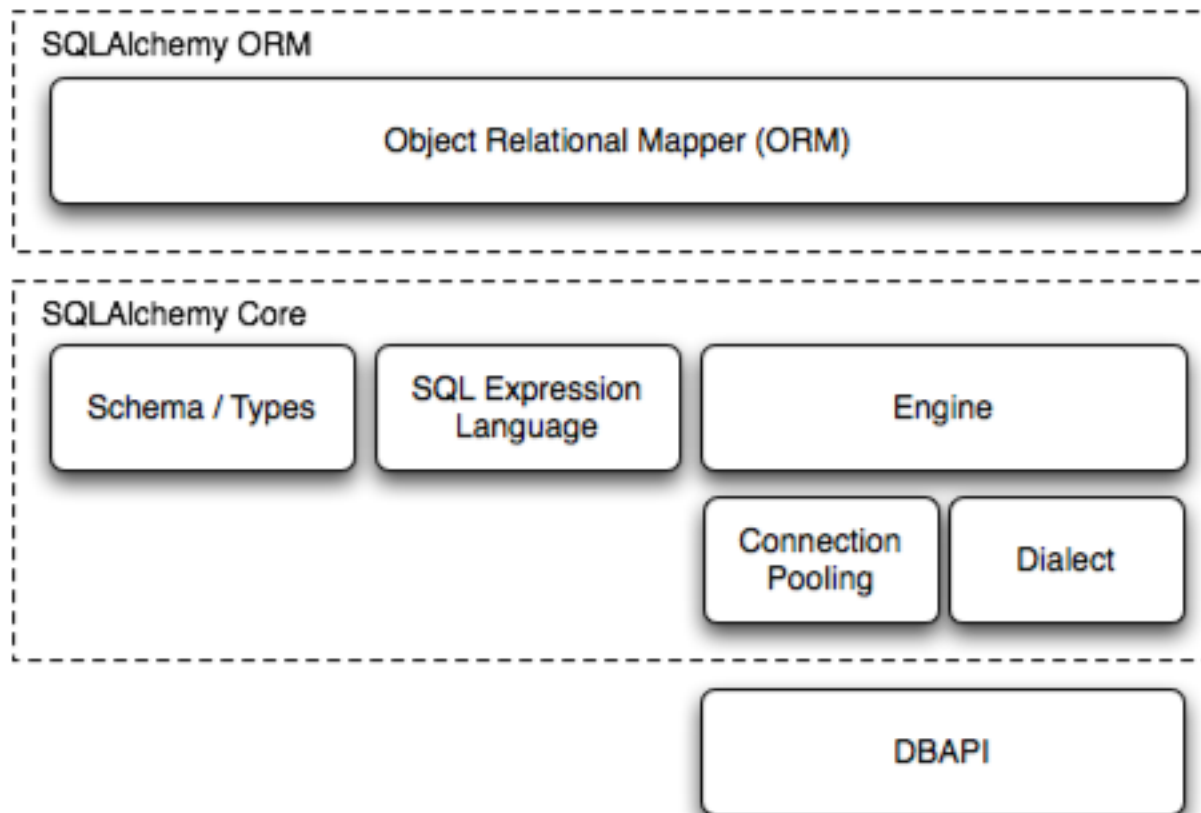 SQLAlchemy ORM
Object Relational Mapper (ORM)
SQLAlchemy Core
Schema / Types
SQL Expression
Language
Engine
Connection
Pooling
Dialect
DBAPI